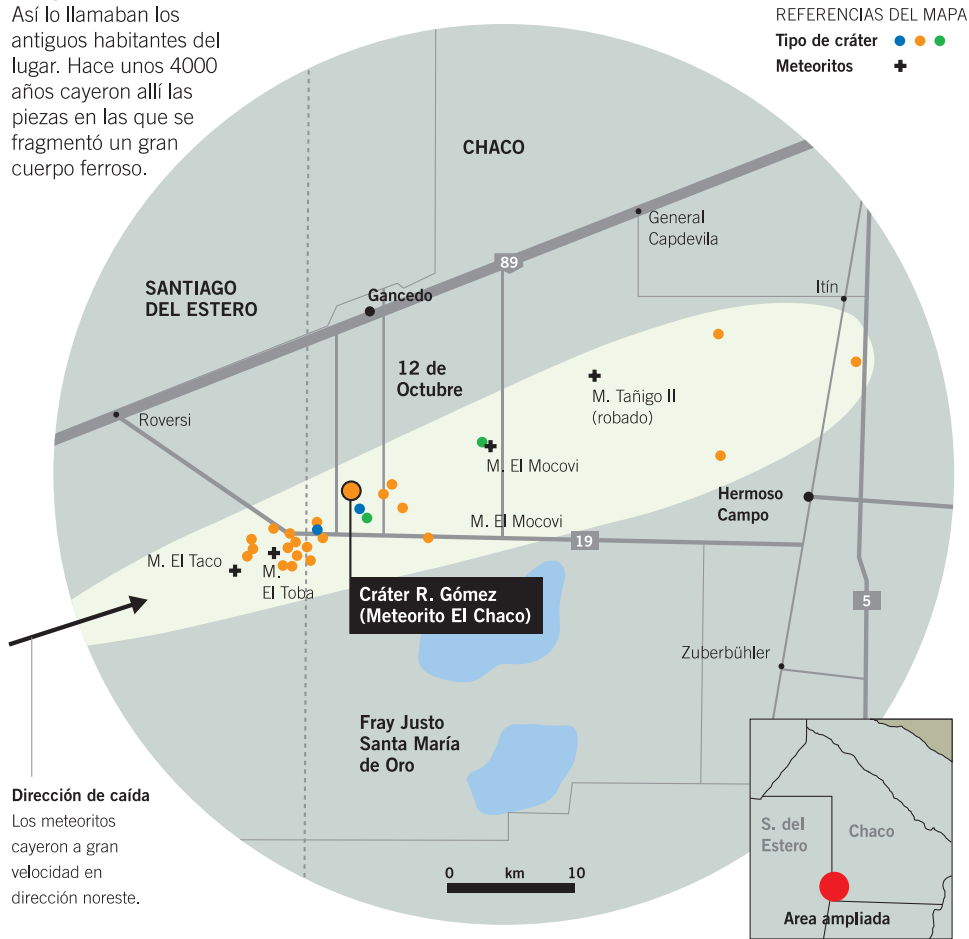 Así lo llamaban los
antiguos habitantes del
lugar. Hace unos 4000
años cayeron allí las
piezas en las que se
fragmentó un gran
cuerpo ferroso.
REFERENCIAS DEL MAPA
Tipo de cráter
Meteoritos
CHACO
General
Capdevila
89
SANTIAGO
DEL ESTERO
Gancedo
Itín
12 de
Octubre
M. Tañigo II
(robado)
Roversi
M. El Mocovi
Hermoso
Campo
M. El Mocovi
19
M. El Taco
M.
El Toba
Cráter R. Gómez
(Meteorito El Chaco)
5
Zuberbühler
Fray Justo
Santa María
de Oro
Dirección de caída
Los meteoritos
cayeron a gran
velocidad en
dirección noreste.
0 km 10
S. del
Estero
Chaco
Area ampliada